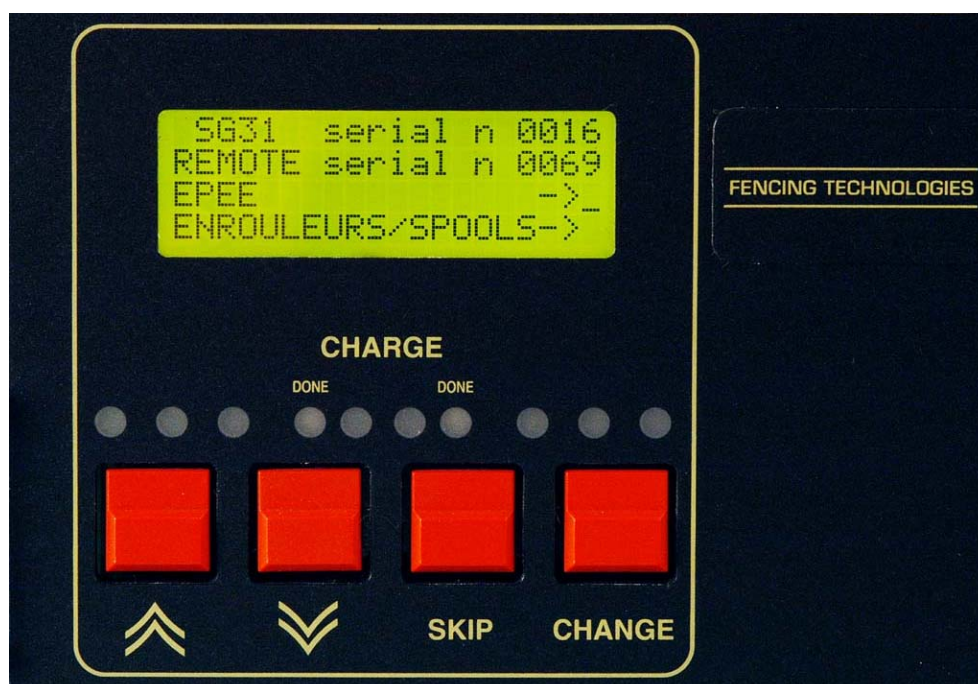 SG31 serial n 0016
REMOTE serial n 0069
EPEE ->_
ENROULEURS/SPOOLS->
FENCING TECHNOLOGIES
CHARGE
DONE DONE
SKIP CHANGE